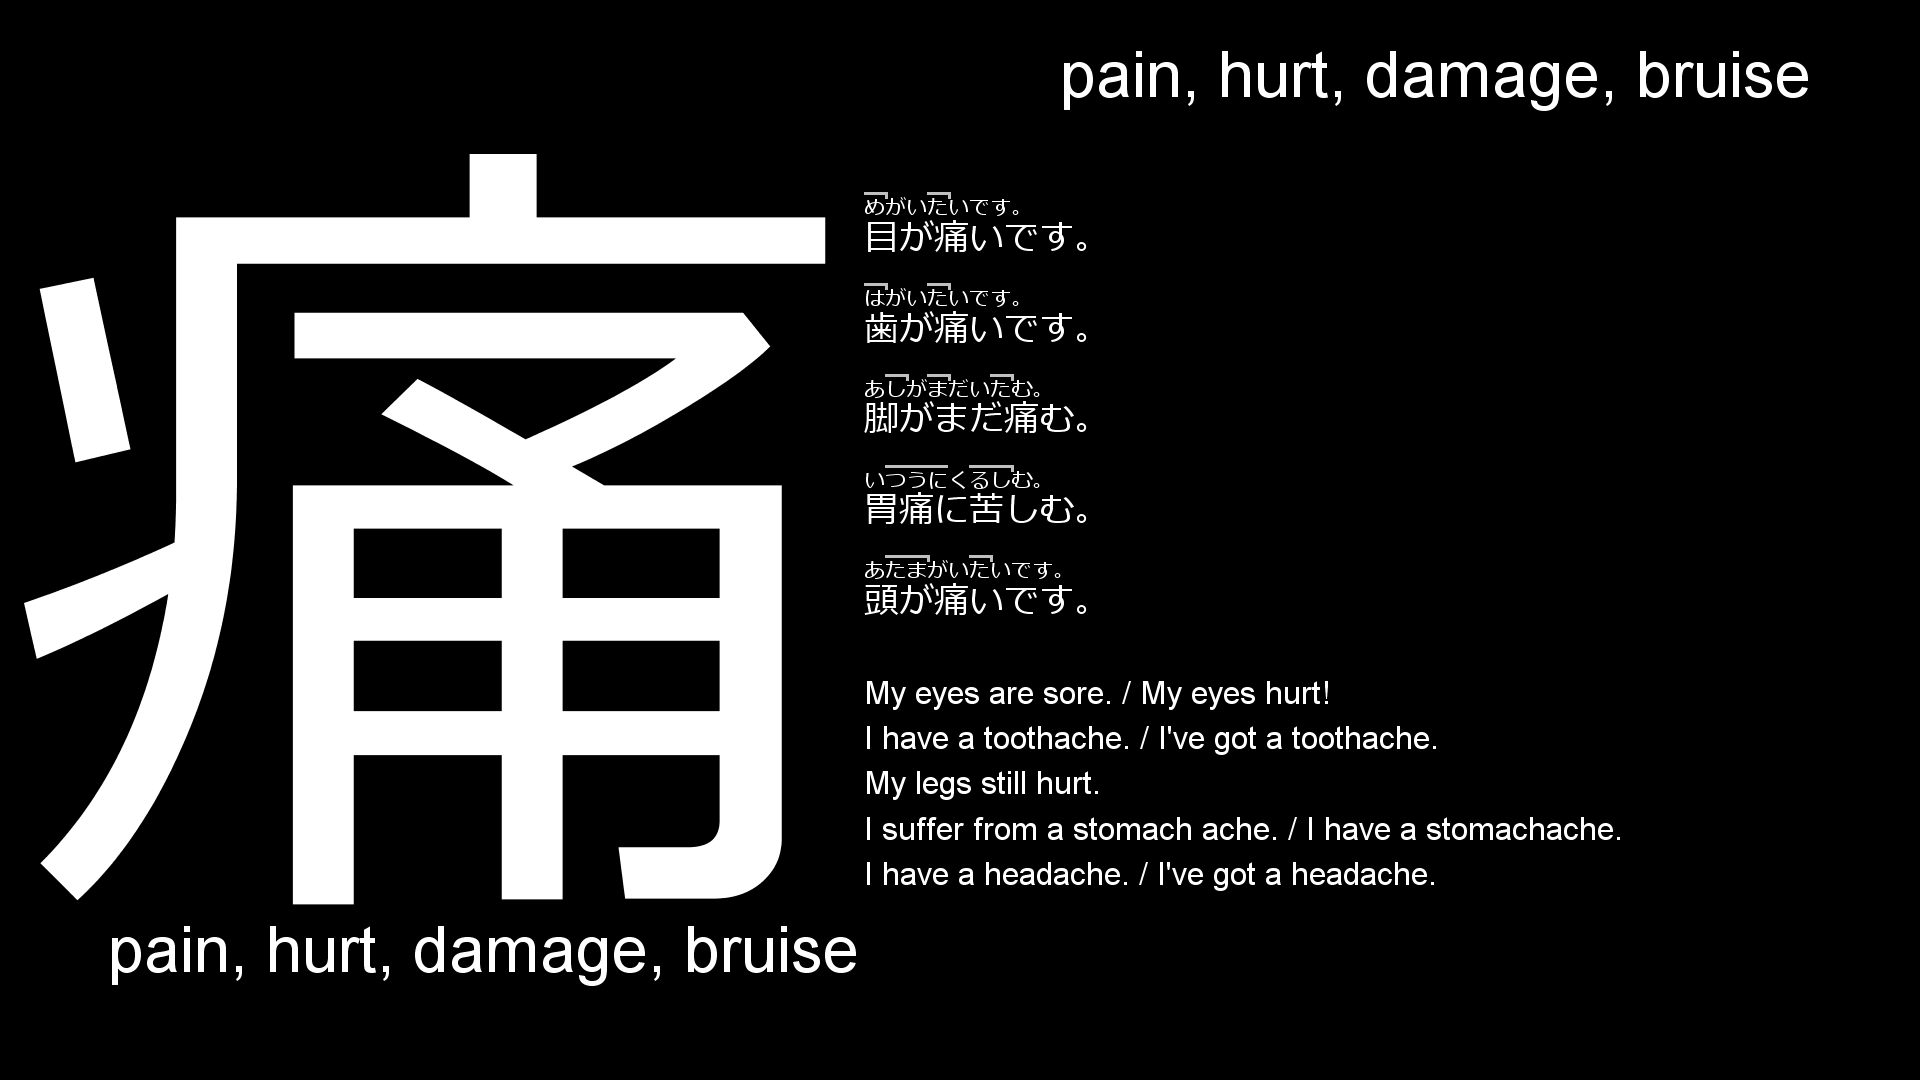 pain, hurt, damage, bruise
痛
めがいたいです。
目が痛いです。
はがいたいです。
歯が痛いです。
あしがまだいたむ。
脚がまだ痛む。
いつうにくるしむ。
胃痛に苦しむ。
あたまがいたいです。
頭が痛いです。
My eyes are sore. / My eyes hurt!
I have a toothache. / I've got a toothache.
My legs still hurt.
I suffer from a stomach ache. / I have a stomachache.
I have a headache. / I've got a headache.
pain, hurt, damage, bruise